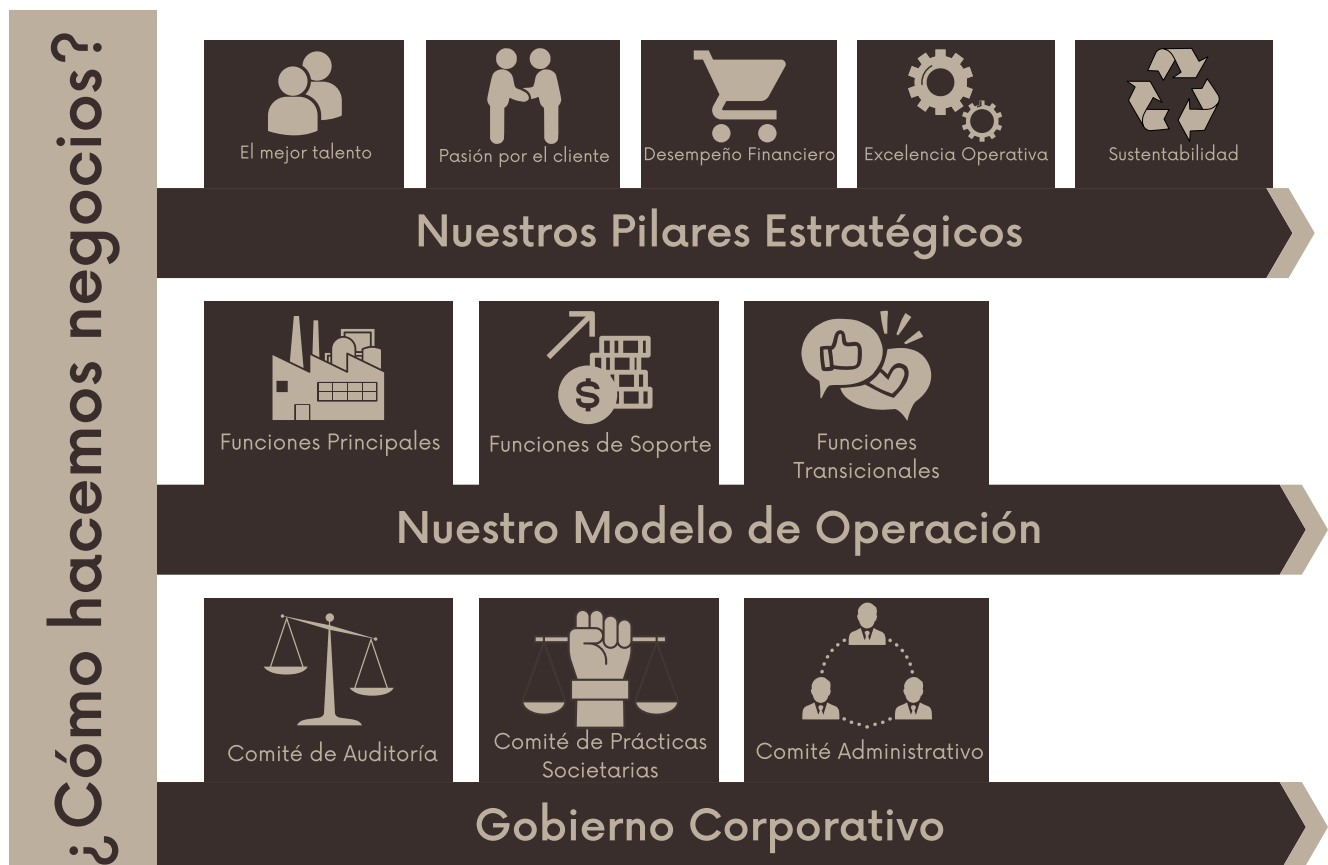 ¿Cómo hacemos negocios?
El mejor talento
Pasión por el cliente
Desempeño Financiero
Excelencia Operativa
Sustentabilidad
Nuestros Pilares Estratégicos
Funciones Principales
Funciones de Soporte
Funciones
Transicionales
Nuestro Modelo de Operación
Comité de Auditoría
Comité de Prácticas
Societarias
Comité Administrativo
Gobierno Corporativo